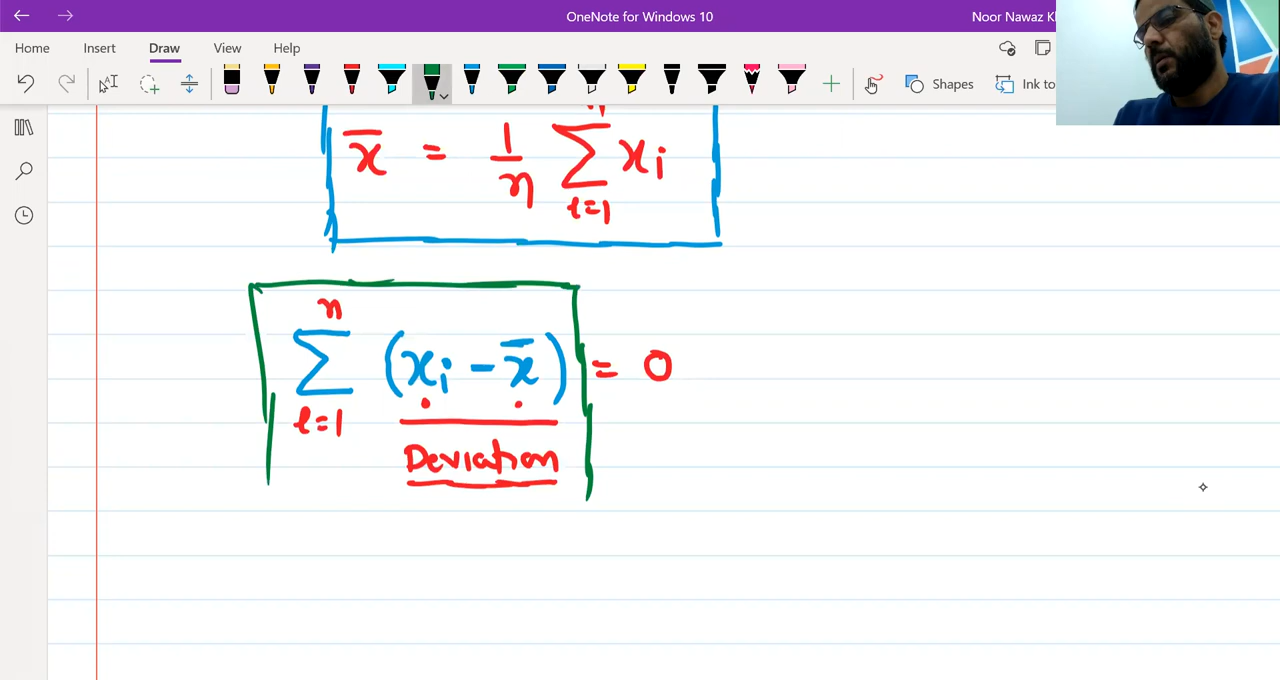 OneNote for Windows 10
Noor Nawaz
Home Insert Draw View Help
Shapes
Ink to
n
x̄ = 1/n Σ xi
i=1
n
Σ (xi - x̄) = 0
i=1
Deviation